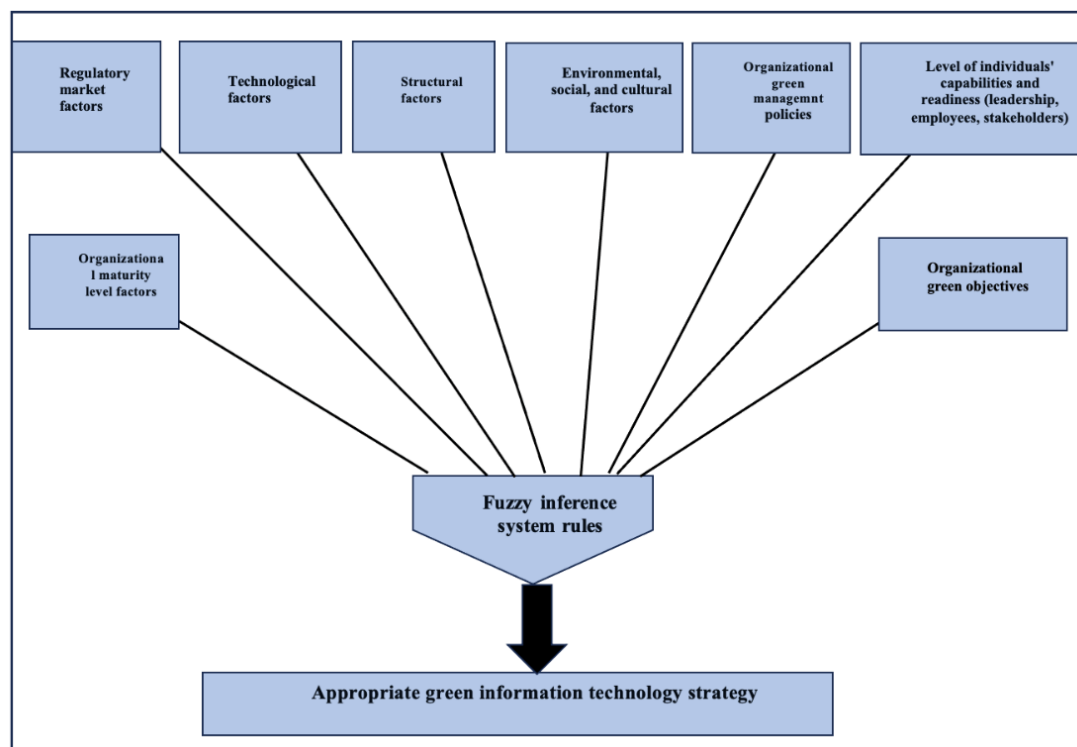 Regulatory
market
factors
Technological
factors
Structural
factors
Environmental,
social, and cultural
factors
Organizational
green
managemnt
policies
Level of individuals'
capabilities and
readiness (leadership,
employees, stakeholders)
Organizationa
l maturity
level factors
Organizational
green objectives
Fuzzy inference
system rules
Appropriate green information technology strategy